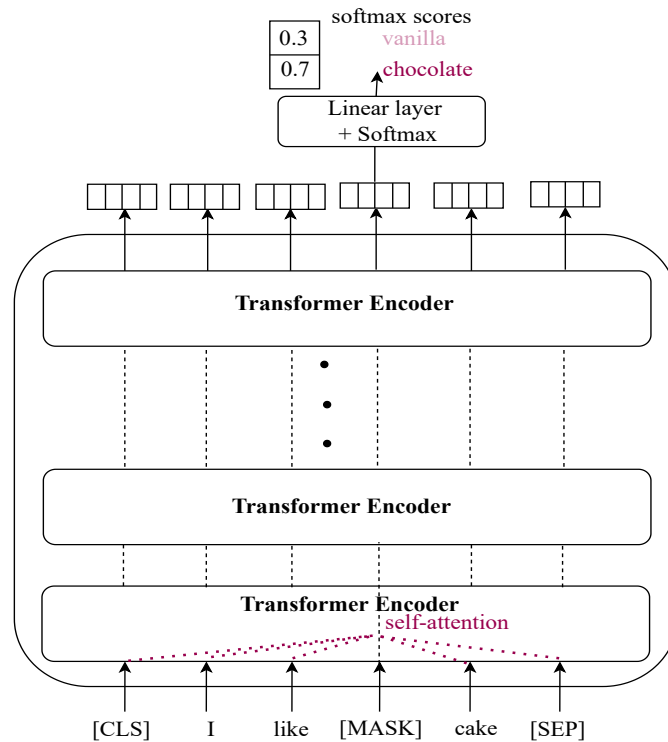 softmax scores
0.3 vanilla
0.7 chocolate
Linear layer
+ Softmax
Transformer Encoder
Transformer Encoder
Transformer Encoder
self-attention
[CLS] I like [MASK] cake [SEP]